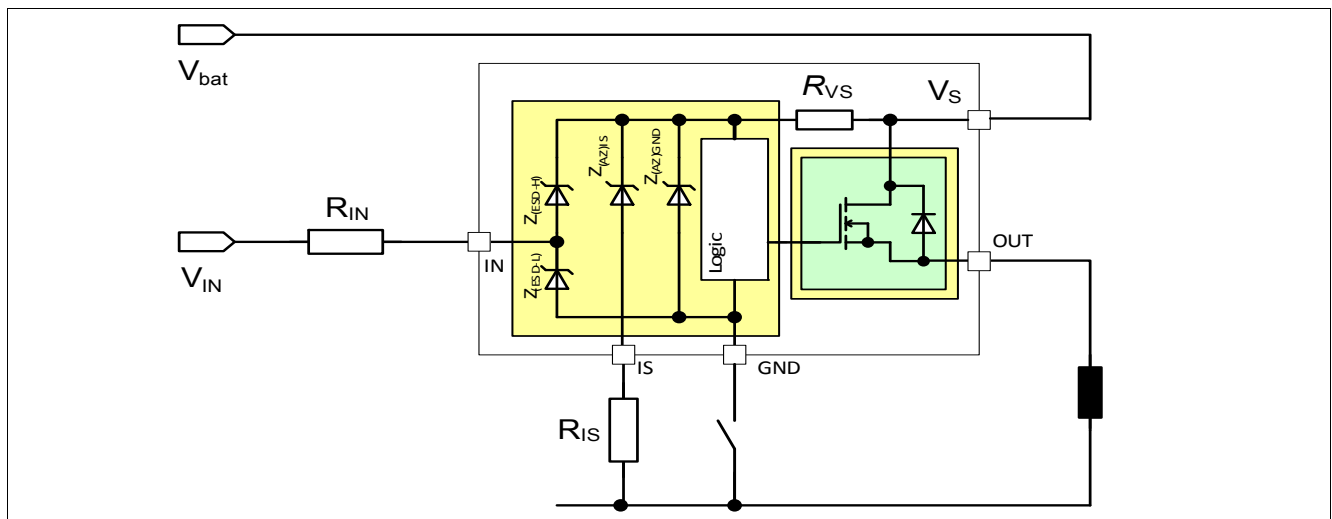 Vbat
RVS
VS
Z(AZ)IS
Z(AZ)GND
Z(ESD-H)
RIN
Logic
OUT
IN
VIN
Z(ESD-L)
IS
GND
RIS